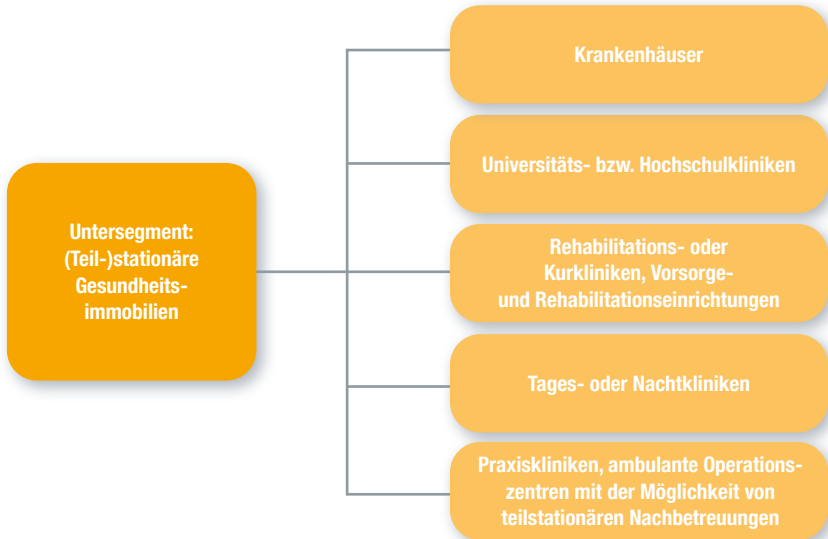 Untersegment:
(Teil-)stationäre
Gesundheits-
immobilien
Krankenhäuser
Universitäts- bzw. Hochschulkliniken
Rehabilitations- oder
Kurkliniken, Vorsorge-
und Rehabilitationseinrichtungen
Tages- oder Nachtkliniken
Praxiskliniken, ambulante Operations-
zentren mit der Möglichkeit von
teilstationären Nachbetreuungen